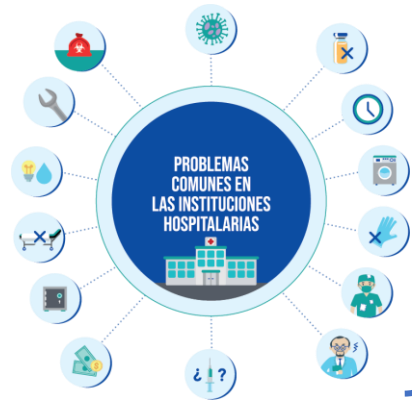 PROBLEMAS
COMUNES EN
LAS INSTITUCIONES
HOSPITALARIAS
¿ ?